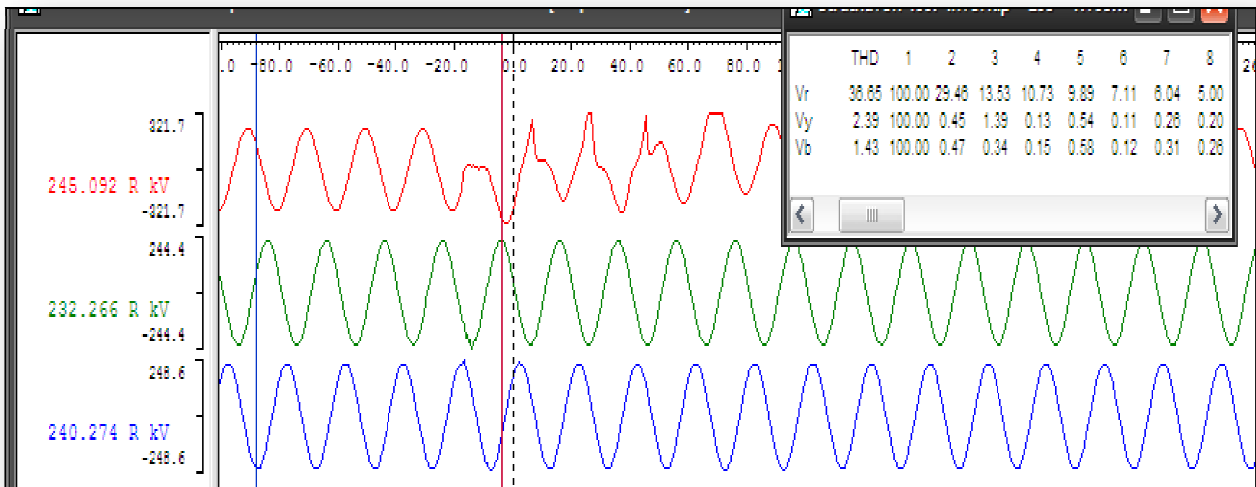 .0 -80.0 -60.0 -40.0 -20.0 0.0 20.0 40.0 60.0 80.0
THD 1 2 3 4 5 6 7 8
Vr 36.65 100.00 29.46 13.53 10.73 9.89 7.11 6.04 5.00
Vy 2.39 100.00 0.45 1.39 0.13 0.54 0.11 0.26 0.20
Vb 1.43 100.00 0.47 0.34 0.15 0.58 0.12 0.31 0.26
321.7
245.092 R kV
-321.7
244.4
232.266 R kV
-244.4
248.6
240.274 R kV
-248.6